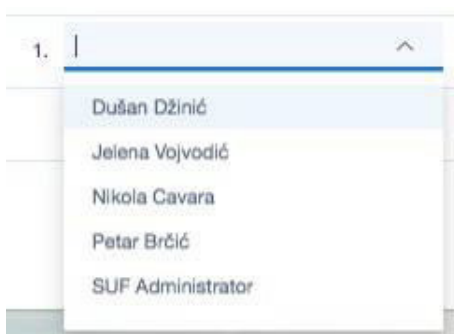 1.
Dušan Džinić
Jelena Vojvodić
Nikola Cavara
Petar Brčić
SUF Administrator